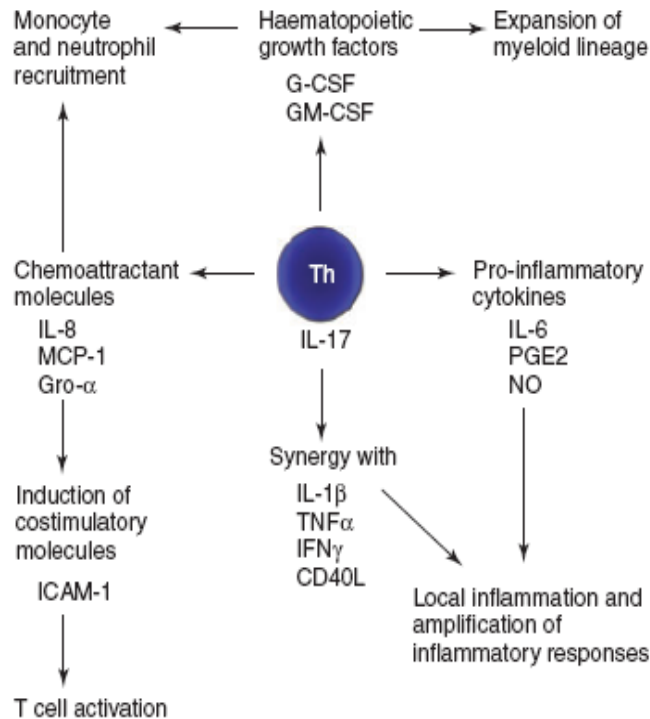 Monocyte
and neutrophil
recruitment
Haematopoietic
growth factors
G-CSF
GM-CSF
Expansion of
myeloid lineage
Chemoattractant
molecules
IL-8
MCP-1
Gro-α
Th
IL-17
Pro-inflammatory
cytokines
IL-6
PGE2
NO
Synergy with
IL-1β
TNFα
IFNγ
CD40L
Induction of
costimulatory
molecules
ICAM-1
Local inflammation and
amplification of
inflammatory responses
T cell activation